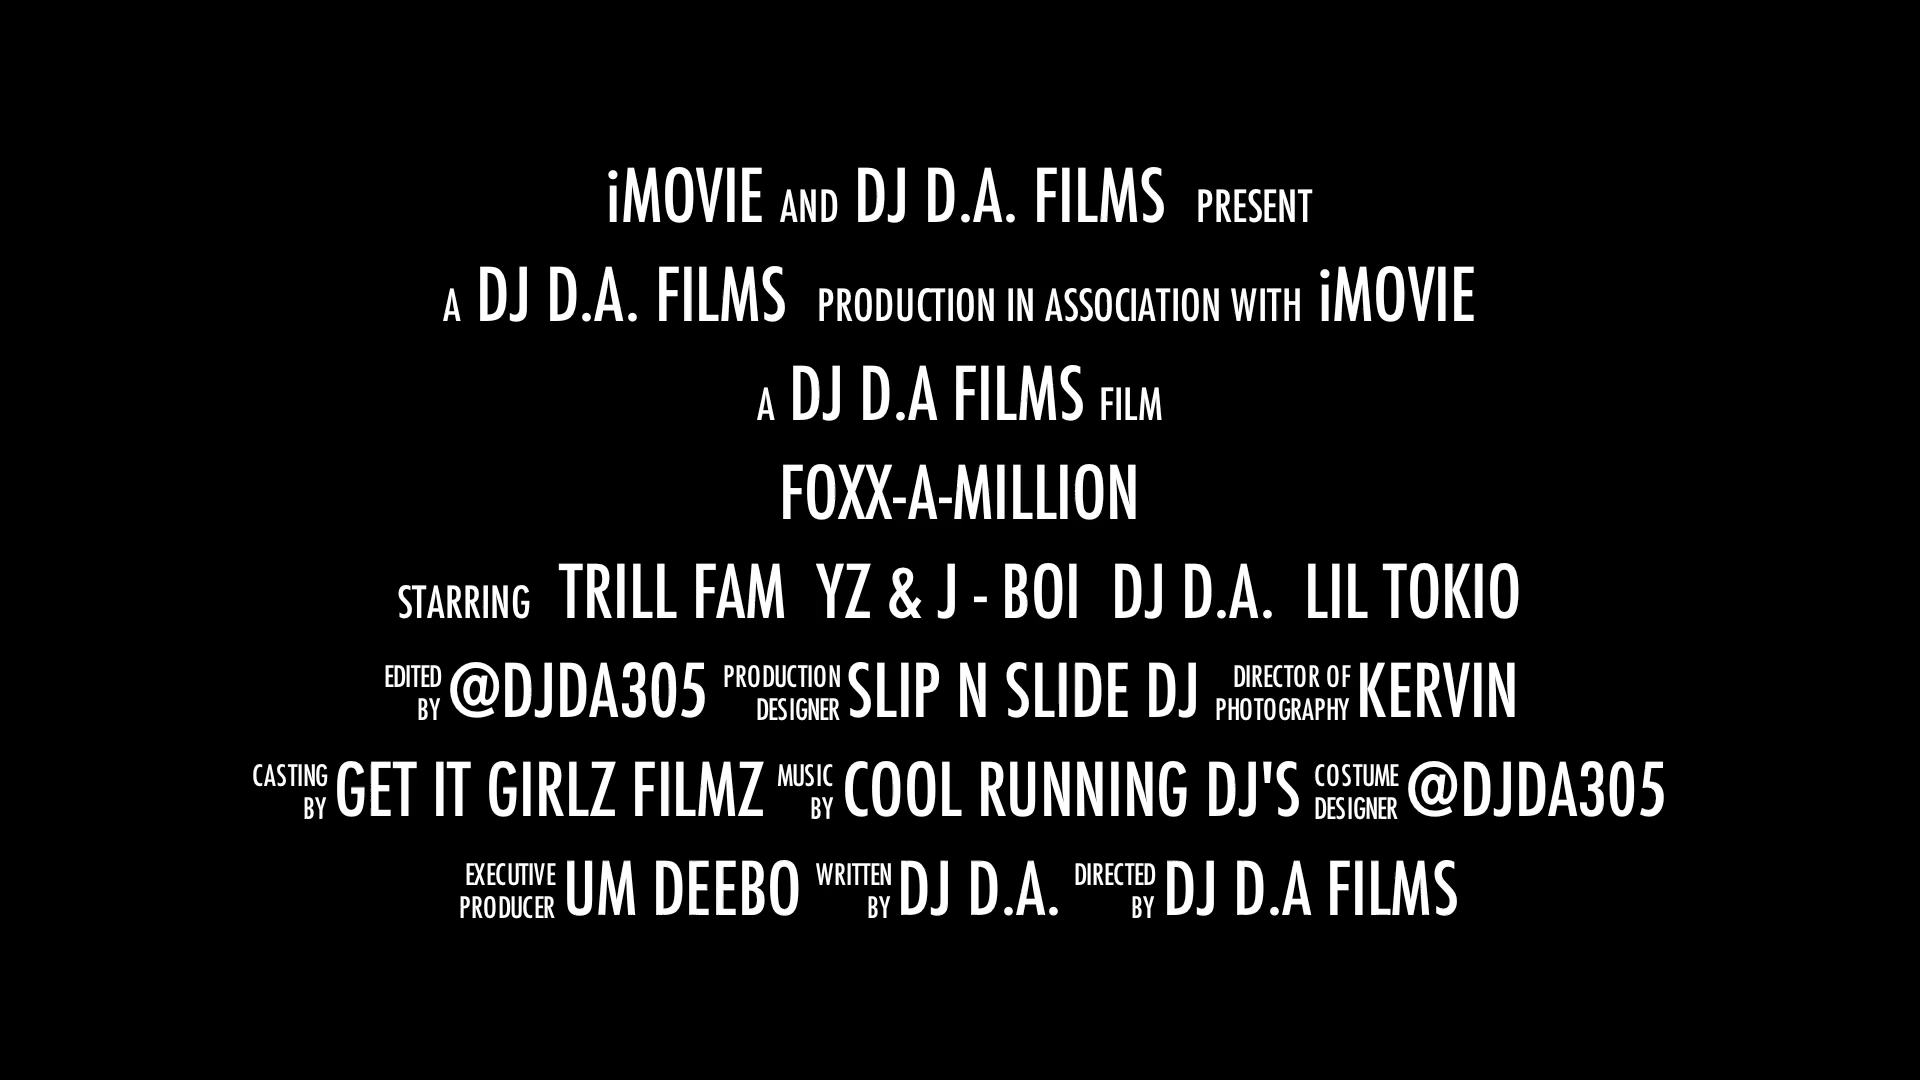 iMOVIE AND DJ D.A. FILMS PRESENT
A DJ D.A. FILMS PRODUCTION IN ASSOCIATION WITH iMOVIE
A DJ D.A FILMS FILM
FOXX-A-MILLION
STARRING TRILL FAM YZ & J - BOI DJ D.A. LIL TOKIO
EDITED BY @DJDA305 PRODUCTION DESIGNER SLIP N SLIDE DJ DIRECTOR OF PHOTOGRAPHY KERVIN
CASTING BY GET IT GIRLZ FILMZ MUSIC BY COOL RUNNING DJ'S COSTUME DESIGNER @DJDA305
EXECUTIVE PRODUCER UM DEEBO WRITTEN BY DJ D.A. DIRECTED BY DJ D.A FILMS